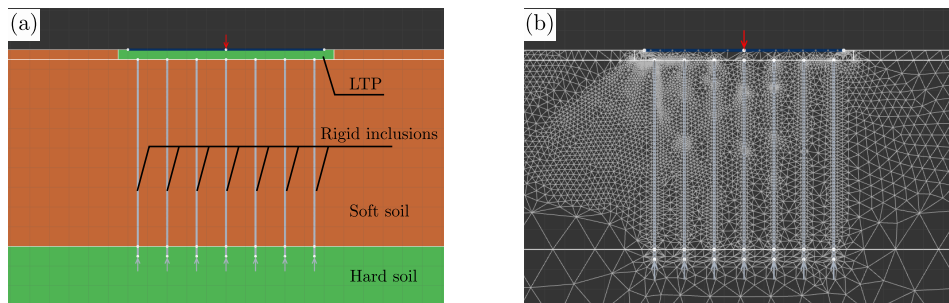 (a)
LTP
Rigid inclusions
Soft soil
Hard soil
(b)